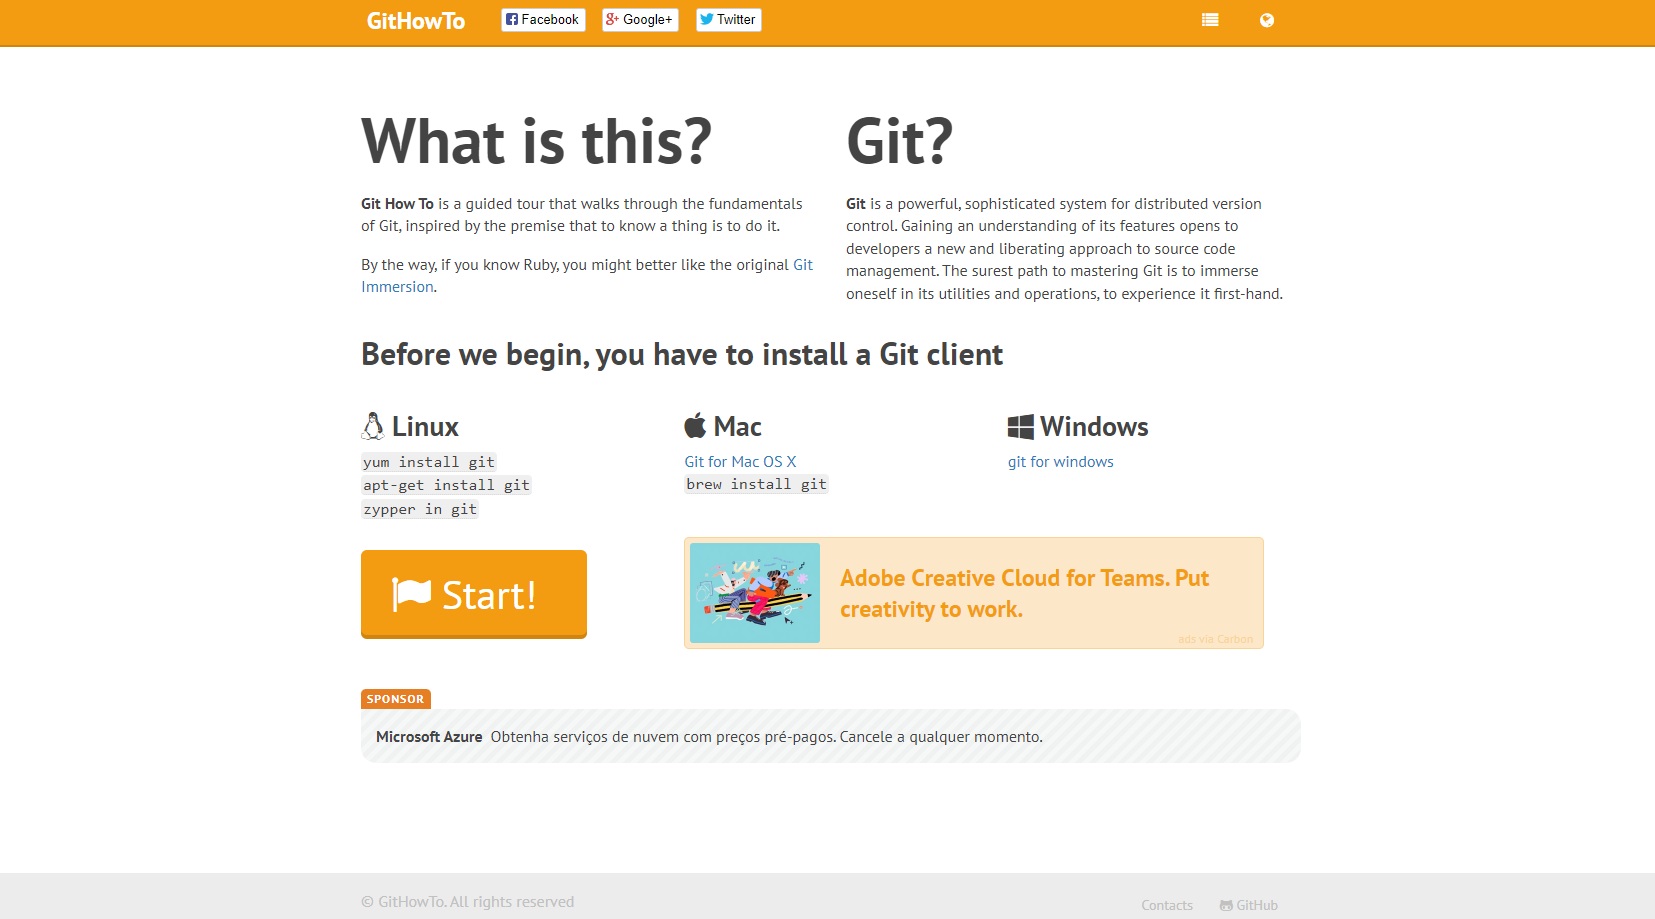 GitHowTo
Facebook
Google+
Twitter
What is this?
Git How To is a guided tour that walks through the fundamentals
of Git, inspired by the premise that to know a thing is to do it.
By the way, if you know Ruby, you might better like the original Git
Immersion.
Git?
Git is a powerful, sophisticated system for distributed version
control. Gaining an understanding of its features opens to
developers a new and liberating approach to source code
management. The surest path to mastering Git is to immerse
oneself in its utilities and operations, to experience it first-hand.
Before we begin, you have to install a Git client
Linux
yum install git
apt-get install git
zypper in git
Mac
Git for Mac OS X
brew install git
Windows
git for windows
Start!
Adobe Creative Cloud for Teams. Put
creativity to work.
ads via Carbon
SPONSOR
Microsoft Azure Obtenha serviços de nuvem com preços pré-pagos. Cancele a qualquer momento.
© GitHowTo. All rights reserved
Contacts
GitHub